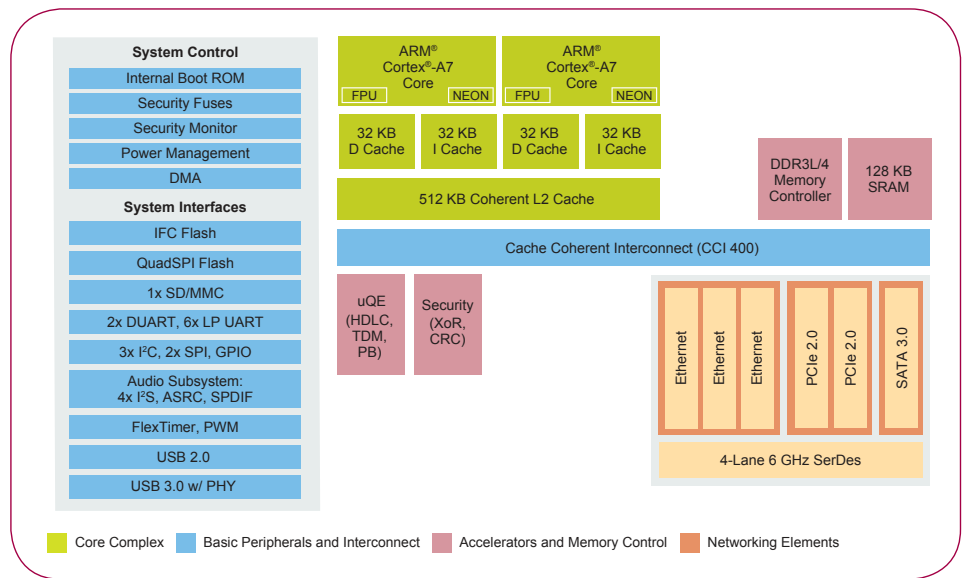 System Control
Internal Boot ROM
Security Fuses
Security Monitor
Power Management
DMA
System Interfaces
IFC Flash
QuadSPI Flash
1x SD/MMC
2x DUART, 6x LP UART
3x I²C, 2x SPI, GPIO
Audio Subsystem:
4x I²S, ASRC, SPDIF
FlexTimer, PWM
USB 2.0
USB 3.0 w/ PHY
ARM®
Cortex®-A7
Core
FPU
NEON
ARM®
Cortex®-A7
Core
FPU
NEON
32 KB
D Cache
32 KB
I Cache
32 KB
D Cache
32 KB
I Cache
512 KB Coherent L2 Cache
DDR3L/4
Memory
Controller
128 KB
SRAM
Cache Coherent Interconnect (CCI 400)
uQE
(HDLC,
TDM,
PB)
Security
(XoR,
CRC)
Ethernet
Ethernet
Ethernet
PCIe 2.0
PCIe 2.0
SATA 3.0
4-Lane 6 GHz SerDes
Core Complex
Basic Peripherals and Interconnect
Accelerators and Memory Control
Networking Elements